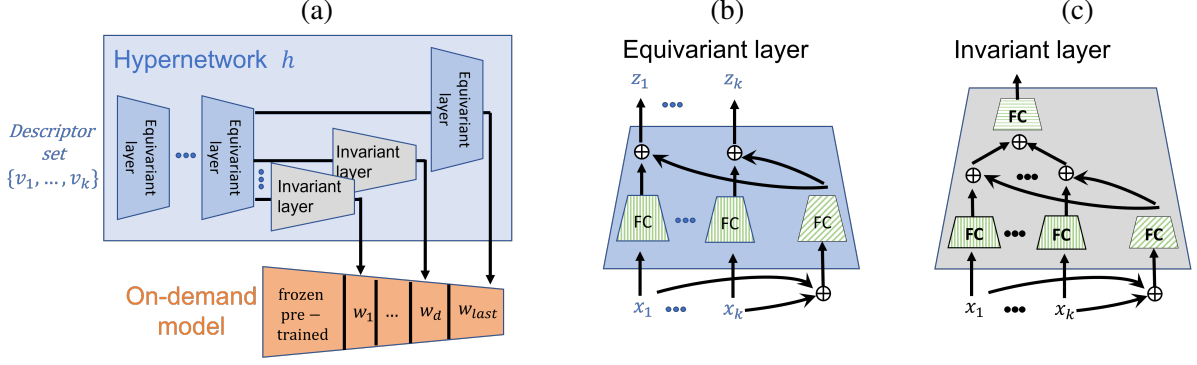 (a)
Hypernetwork h
Descriptor
set
{v₁, …, vₖ}
Equivariant
layer
•••
Equivariant
layer
Invariant
layer
Invariant
layer
Equivariant
layer
On-demand
model
frozen
pre –
trained
w₁
...
w_d
w_last
(b)
Equivariant layer
z₁ ••• zₖ
⊕ ⊕
FC ••• FC FC
⊕
x₁ ••• xₖ
(c)
Invariant layer
FC
⊕
⊕ ••• ⊕
FC ••• FC FC
⊕
x₁ ••• xₖ